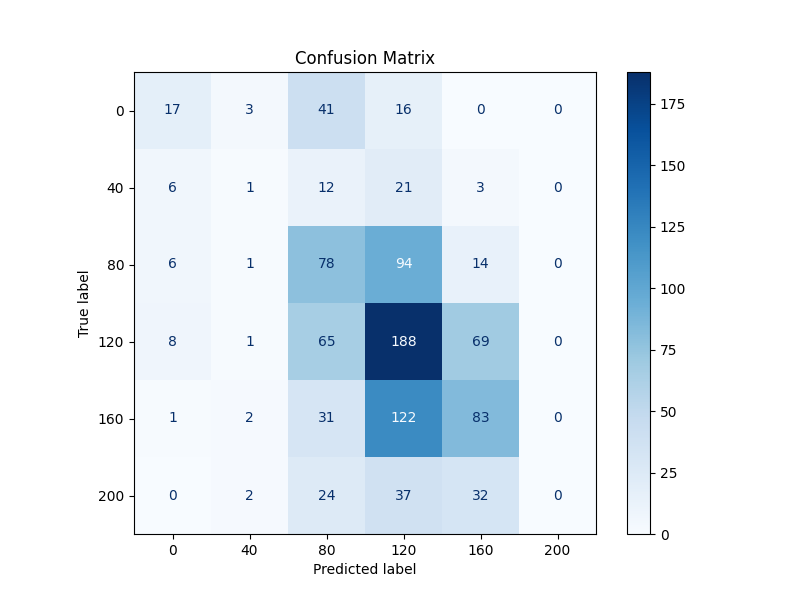 Confusion Matrix
True label
0 17 3 41 16 0 0
40 6 1 12 21 3 0
80 6 1 78 94 14 0
120 8 1 65 188 69 0
160 1 2 31 122 83 0
200 0 2 24 37 32 0
0 40 80 120 160 200
Predicted label
175
150
125
100
75
50
25
0